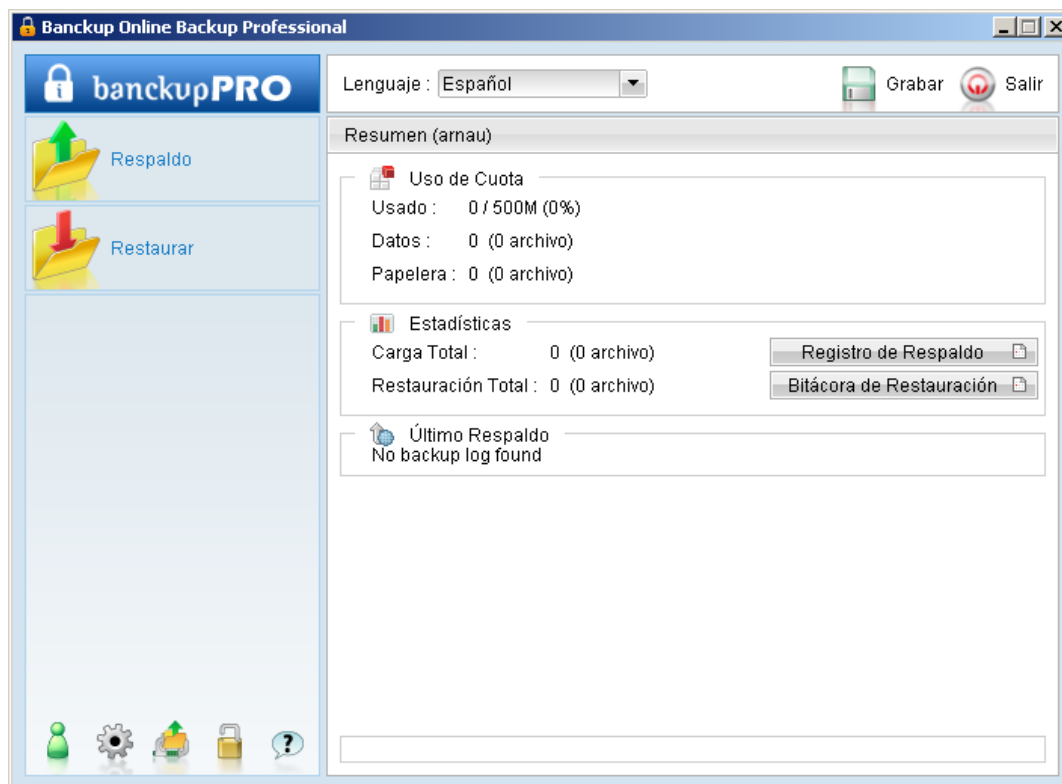 Banckup Online Backup Professional
banckupPRO
Lenguaje : Español
Grabar
Salir
Respaldo
Restaurar
Resumen (arnau)
Uso de Cuota
Usado : 0 / 500M (0%)
Datos : 0 (0 archivo)
Papelera : 0 (0 archivo)
Estadísticas
Carga Total : 0 (0 archivo)
Registro de Respaldo
Restauración Total : 0 (0 archivo)
Bitácora de Restauración
Último Respaldo
No backup log found